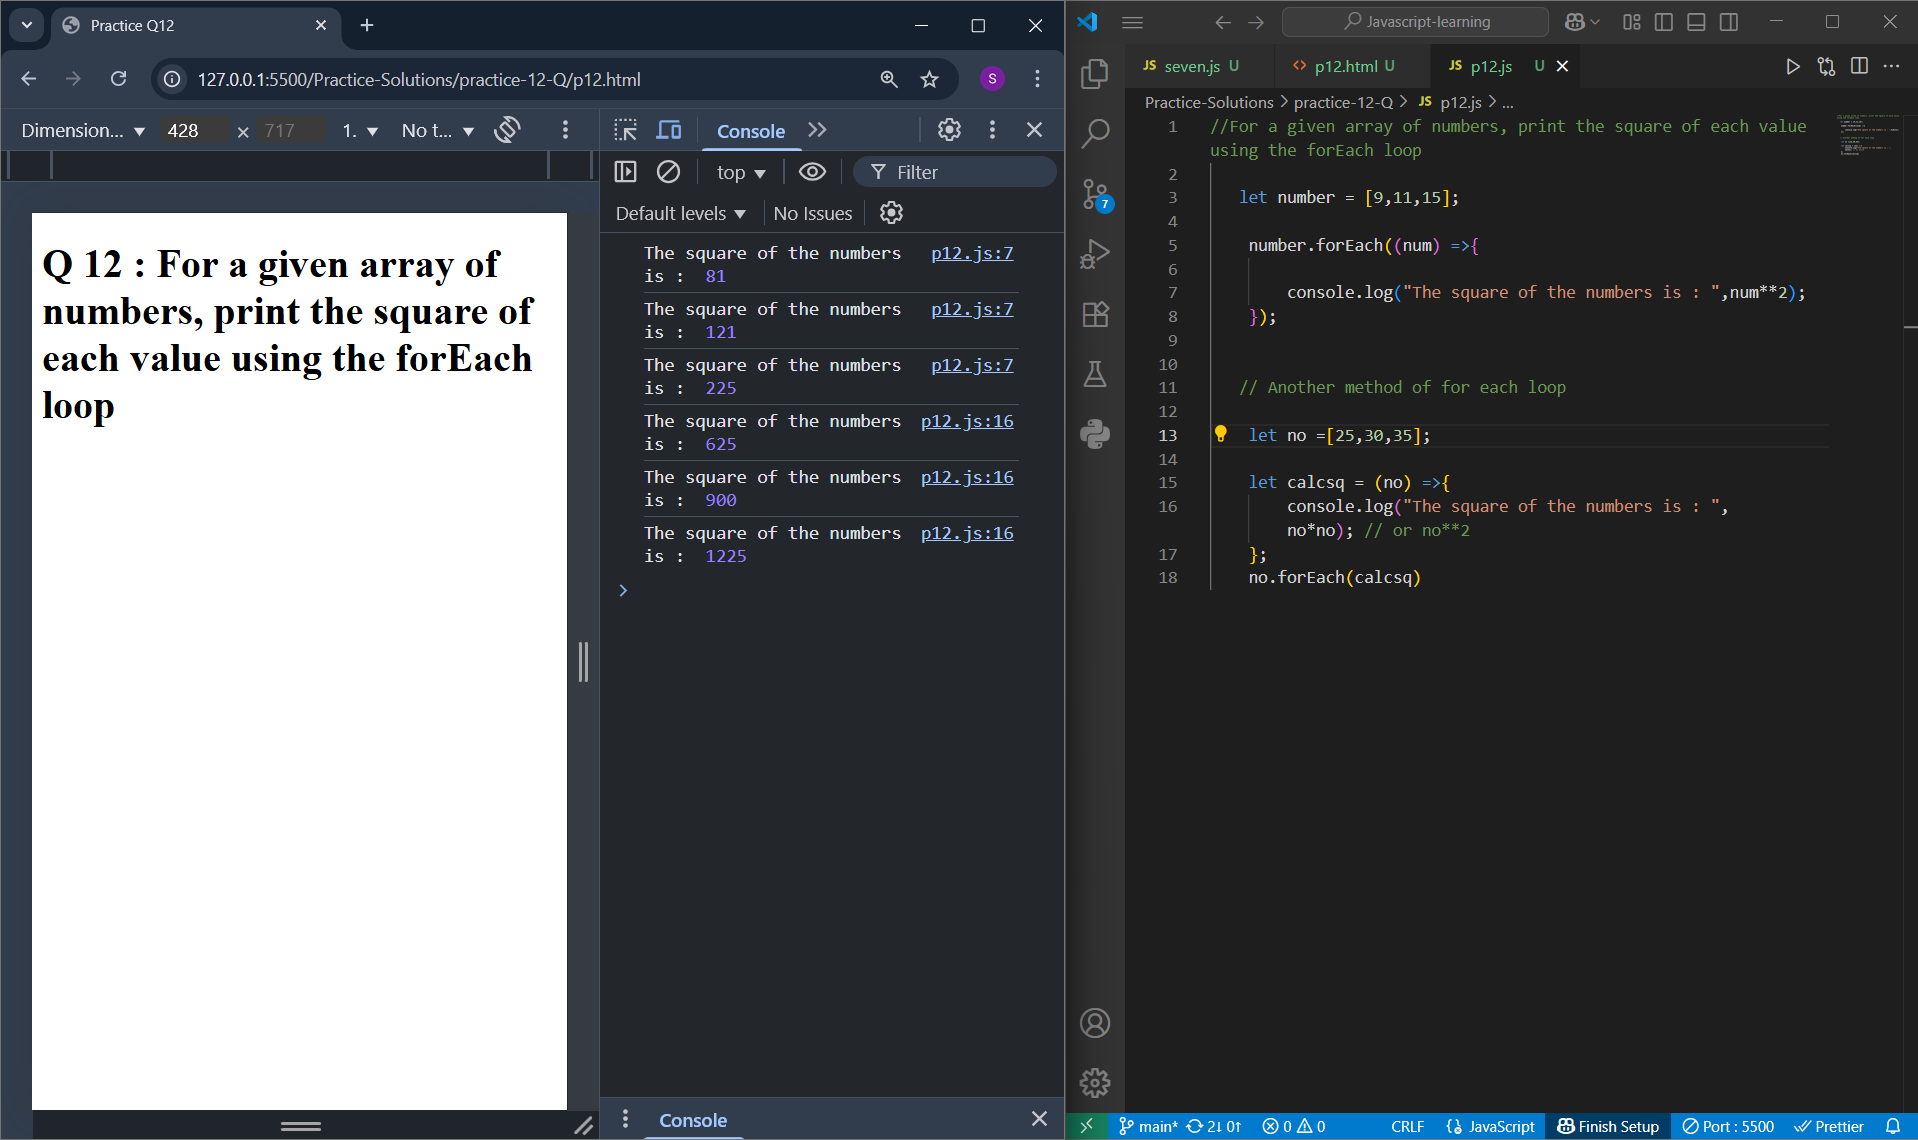 Practice Q12
127.0.0.1:5500/Practice-Solutions/practice-12-Q/p12.html
S
Dimension... 428 × 717 1. No t...
Console
top Filter
Default levels No Issues
Q 12 : For a given array of
numbers, print the square of
each value using the forEach
loop
The square of the numbers p12.js:7
is : 81
The square of the numbers p12.js:7
is : 121
The square of the numbers p12.js:7
is : 225
The square of the numbers p12.js:16
is : 625
The square of the numbers p12.js:16
is : 900
The square of the numbers p12.js:16
is : 1225
Console
Javascript-learning
JS seven.js U <> p12.html U JS p12.js U
Practice-Solutions > practice-12-Q > JS p12.js > ...
7
1 //For a given array of numbers, print the square of each value
using the forEach loop
2
3 let number = [9,11,15];
4
5 number.forEach((num) =>{
6
7 console.log("The square of the numbers is : ",num**2);
8 });
9
10
11 // Another method of for each loop
12
13 let no =[25,30,35];
14
15 let calcsq = (no) =>{
16 console.log("The square of the numbers is : ",
no*no); // or no**2
17 };
18 no.forEach(calcsq)
main* 2↓ 0↑ 0 0 CRLF JavaScript Finish Setup Port : 5500 Prettier